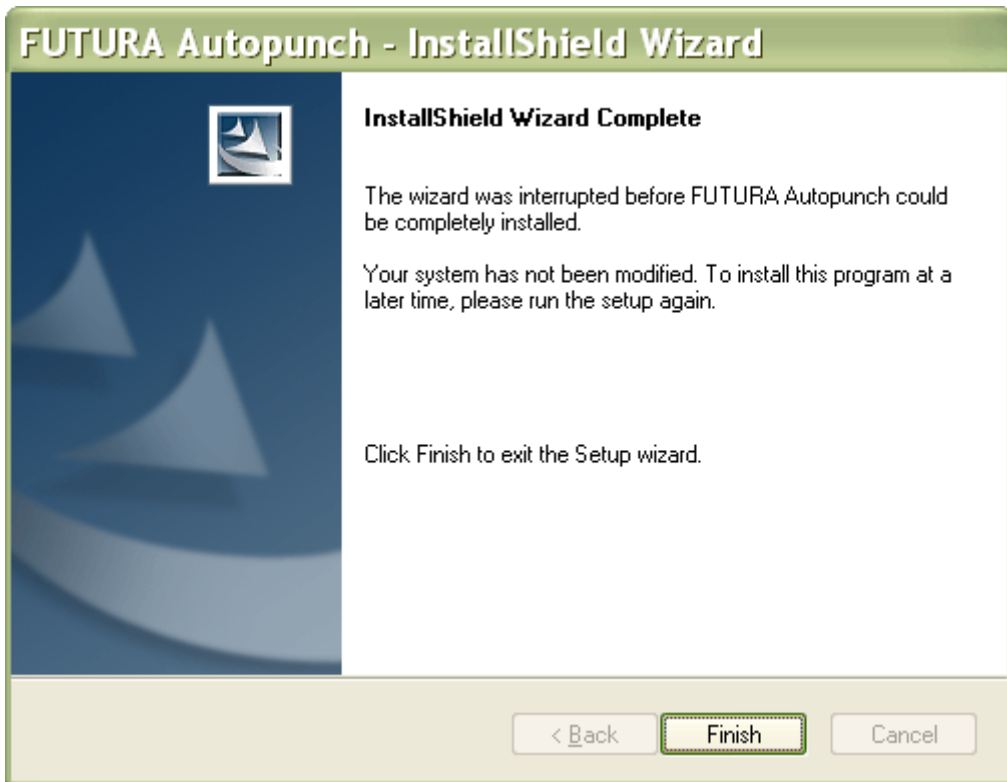 FUTURA Autopunch - InstallShield Wizard
InstallShield Wizard Complete
The wizard was interrupted before FUTURA Autopunch could
be completely installed.
Your system has not been modified. To install this program at a
later time, please run the setup again.
Click Finish to exit the Setup wizard.
< Back Finish Cancel